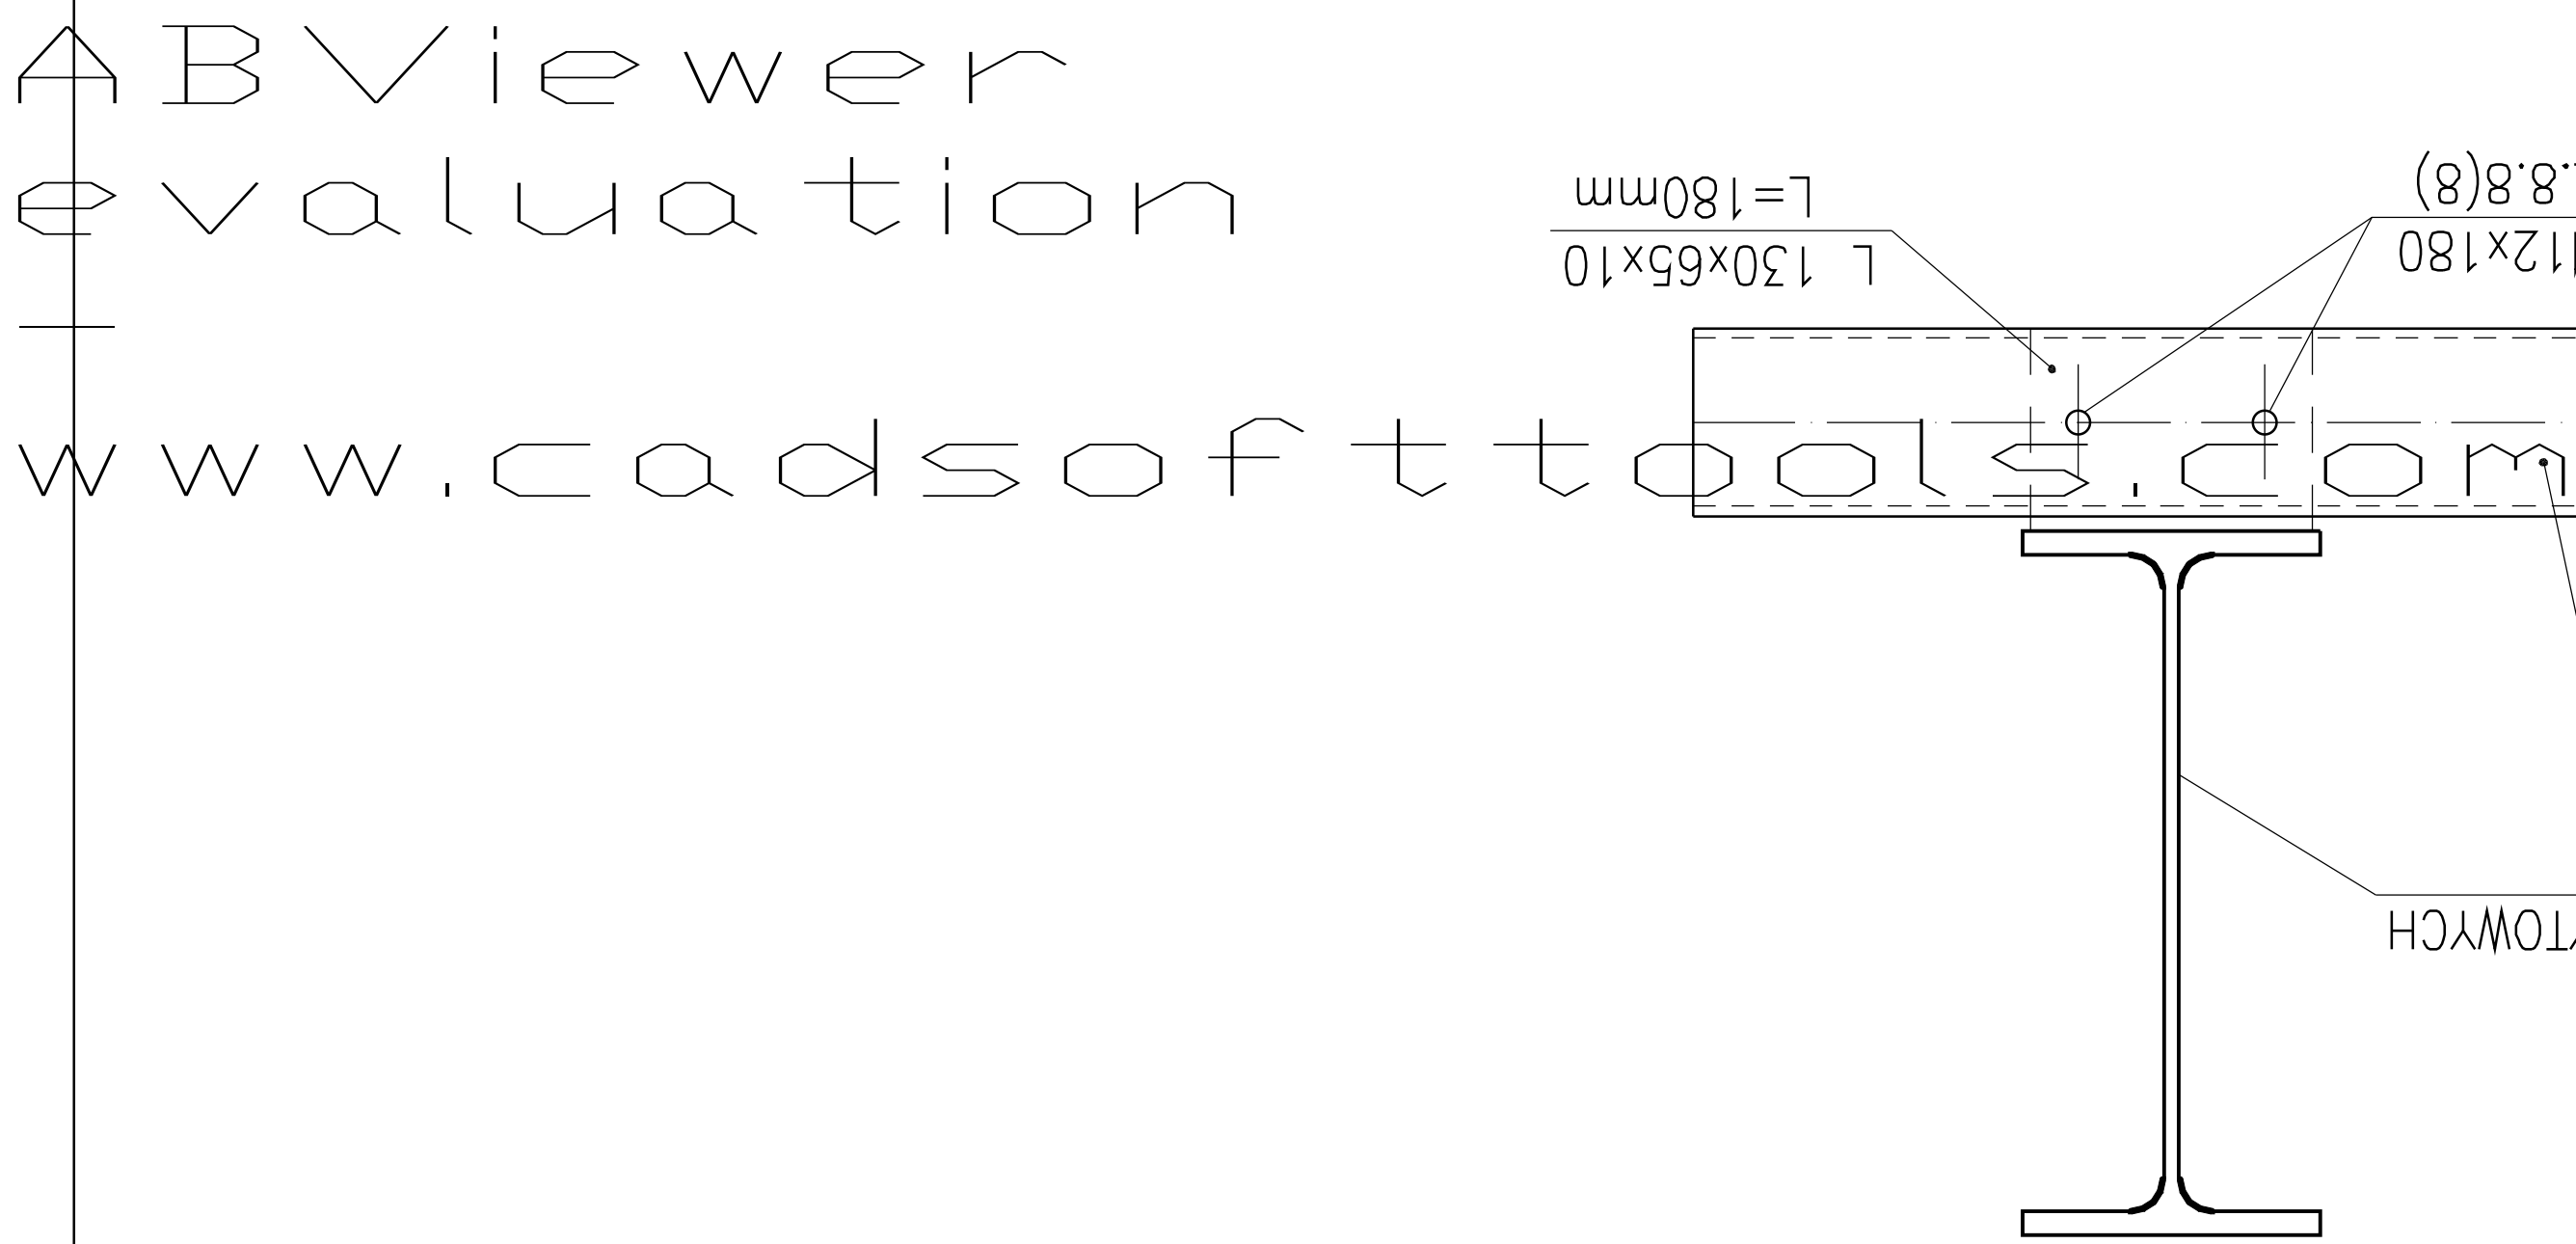 ABViewer
evaluation
-
www.cadsofttools.com
L=180mm
L 130x65x10
.8.8(8)
12x180
TOWYCH